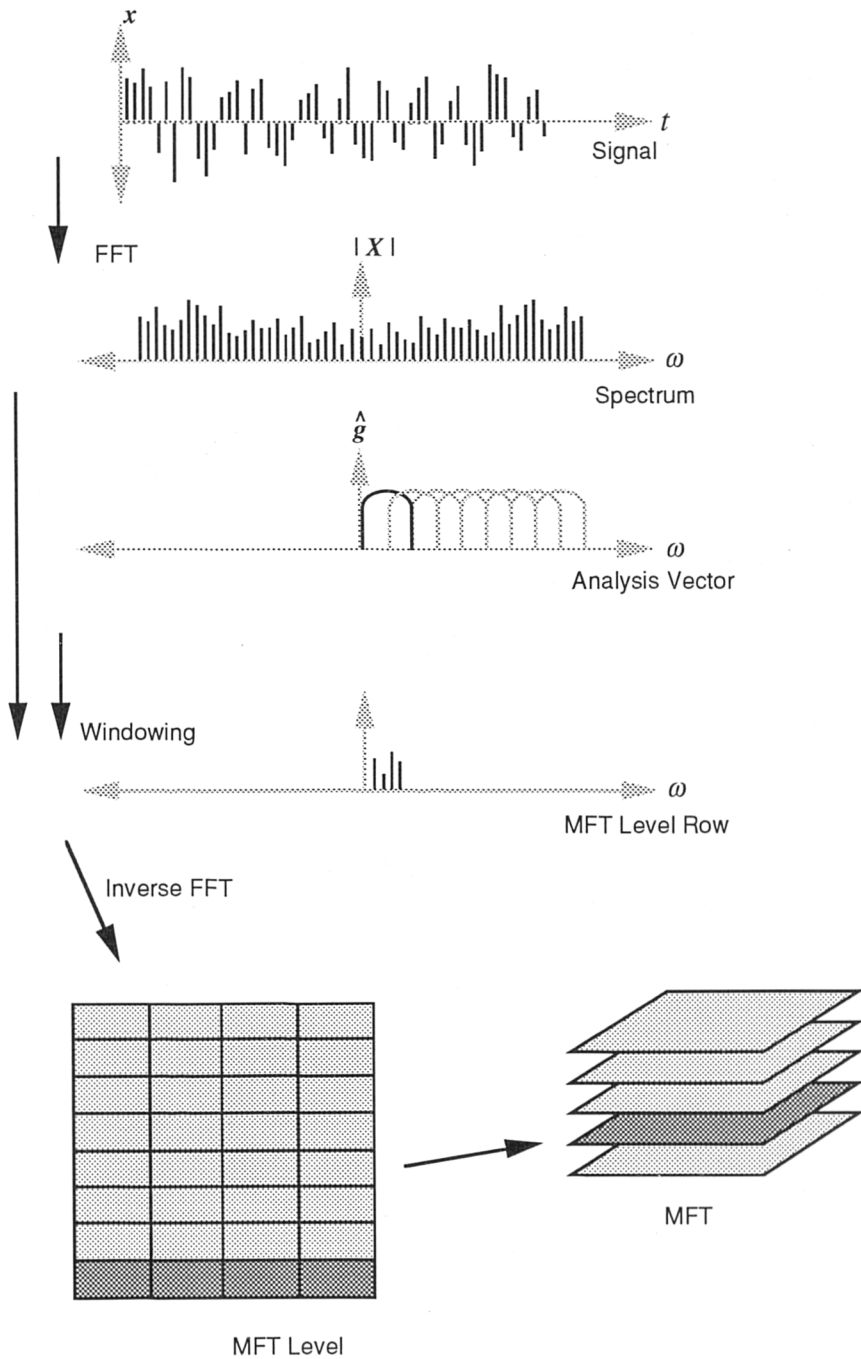 x
t
Signal
FFT
| X |
ω
Spectrum
ĝ
ω
Analysis Vector
Windowing
ω
MFT Level Row
Inverse FFT
MFT
MFT Level